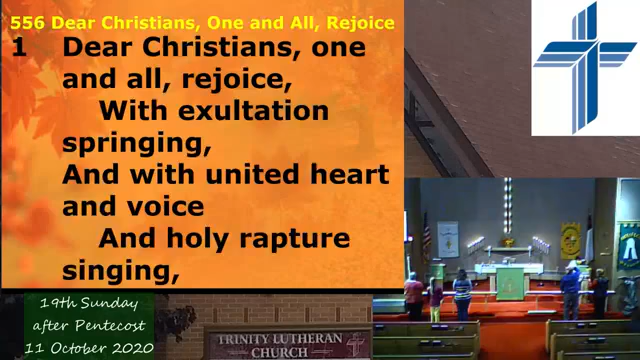 556 Dear Christians, One and All, Rejoice
1 Dear Christians, one
and all, rejoice,
With exultation
springing,
And with united heart
and voice
And holy rapture
singing,
19th Sunday
after Pentecost
11 October 2020
TRINITY LUTHERAN
CHURCH